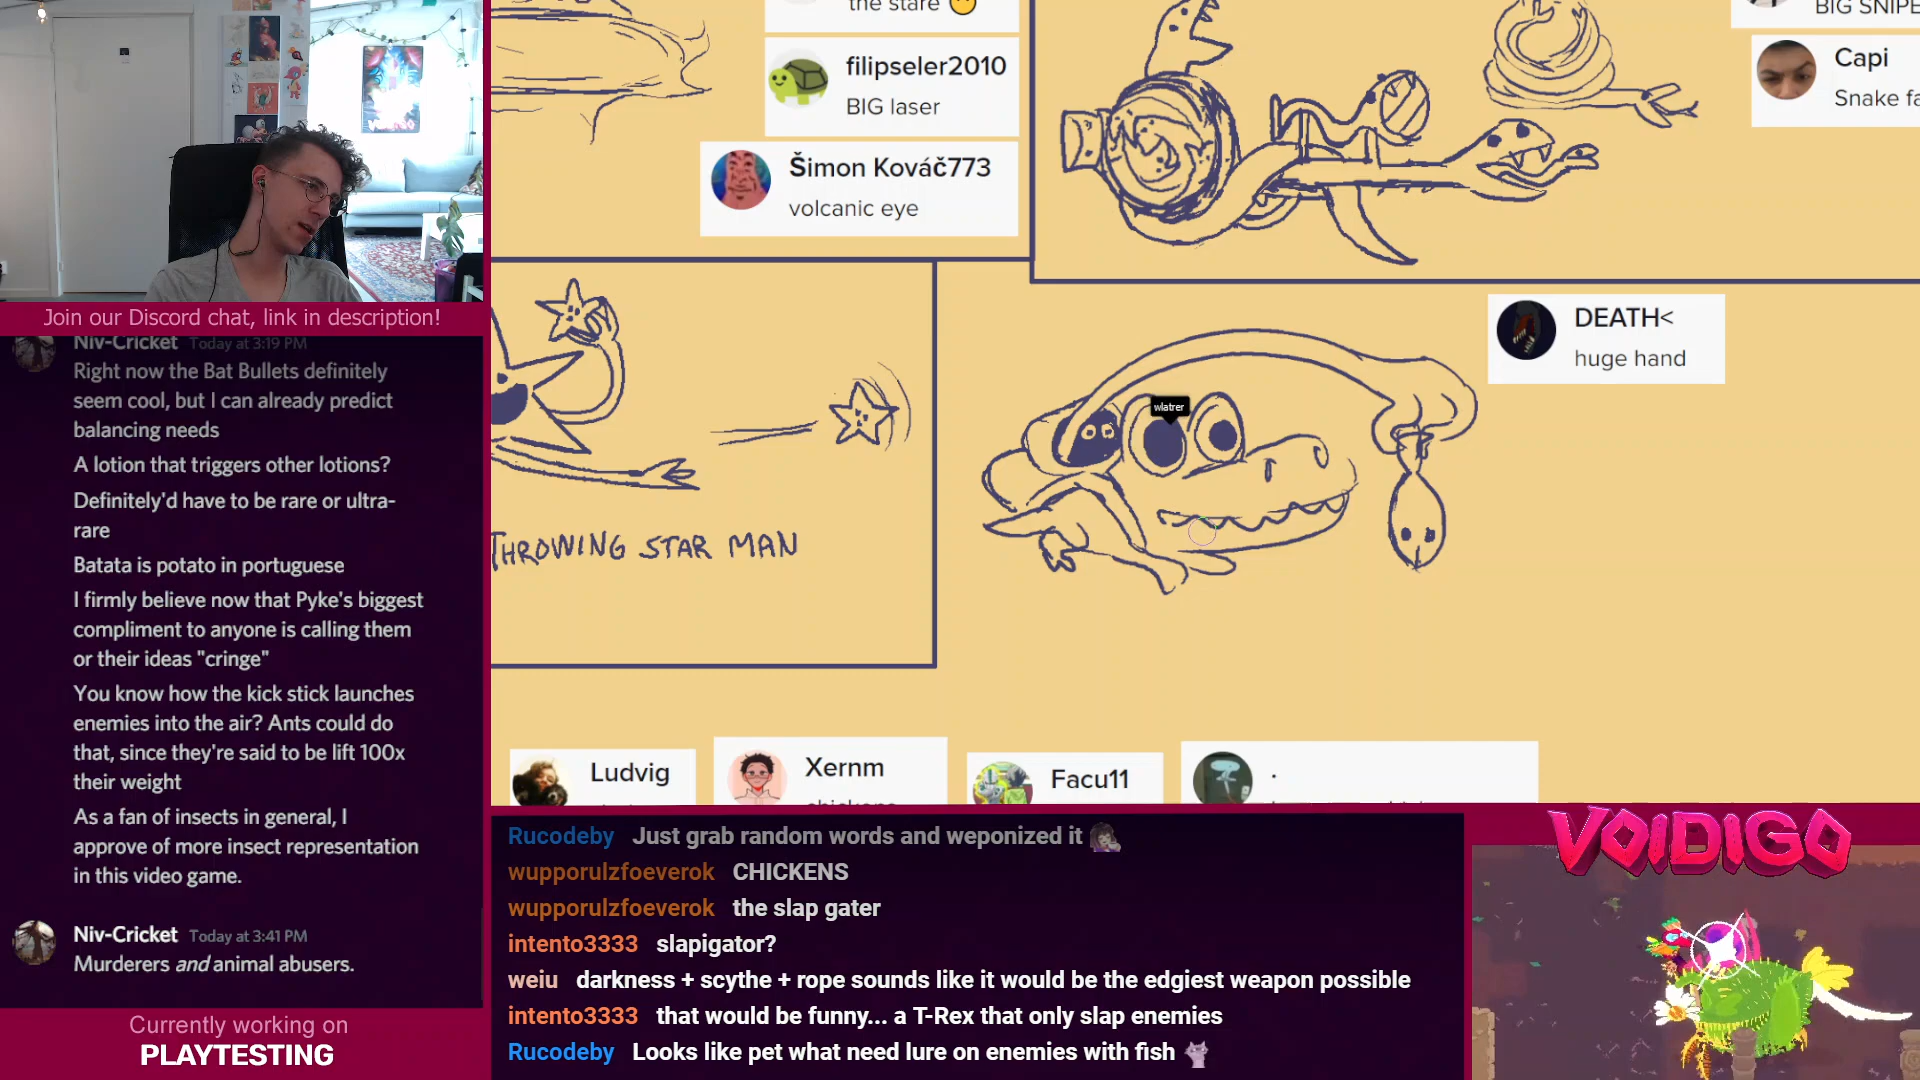 Join our Discord chat, link in description!
Niv-Cricket Today at 3:19 PM
Right now the Bat Bullets definitely
seem cool, but I can already predict
balancing needs
A lotion that triggers other lotions?
Definitely'd have to be rare or ultra-
rare
Batata is potato in portuguese
I firmly believe now that Pyke's biggest
compliment to anyone is calling them
or their ideas "cringe"
You know how the kick stick launches
enemies into the air? Ants could do
that, since they're said to be lift 100x
their weight
As a fan of insects in general, I
approve of more insect representation
in this video game.
Niv-Cricket Today at 3:41 PM
Murderers and animal abusers.
Currently working on
PLAYTESTING
the stare
filipseler2010
BIG laser
Šimon Kováč773
volcanic eye
BIG SNIPE
Capi
Snake fa
DEATH<
huge hand
wlatrer
THROWING STAR MAN
Ludvig
Xernm
Facu11
.
Rucodeby Just grab random words and weponized it
wupporulzfoeverok CHICKENS
wupporulzfoeverok the slap gater
intento3333 slapigator?
weiu darkness + scythe + rope sounds like it would be the edgiest weapon possible
intento3333 that would be funny... a T-Rex that only slap enemies
Rucodeby Looks like pet what need lure on enemies with fish
VOIDIGO